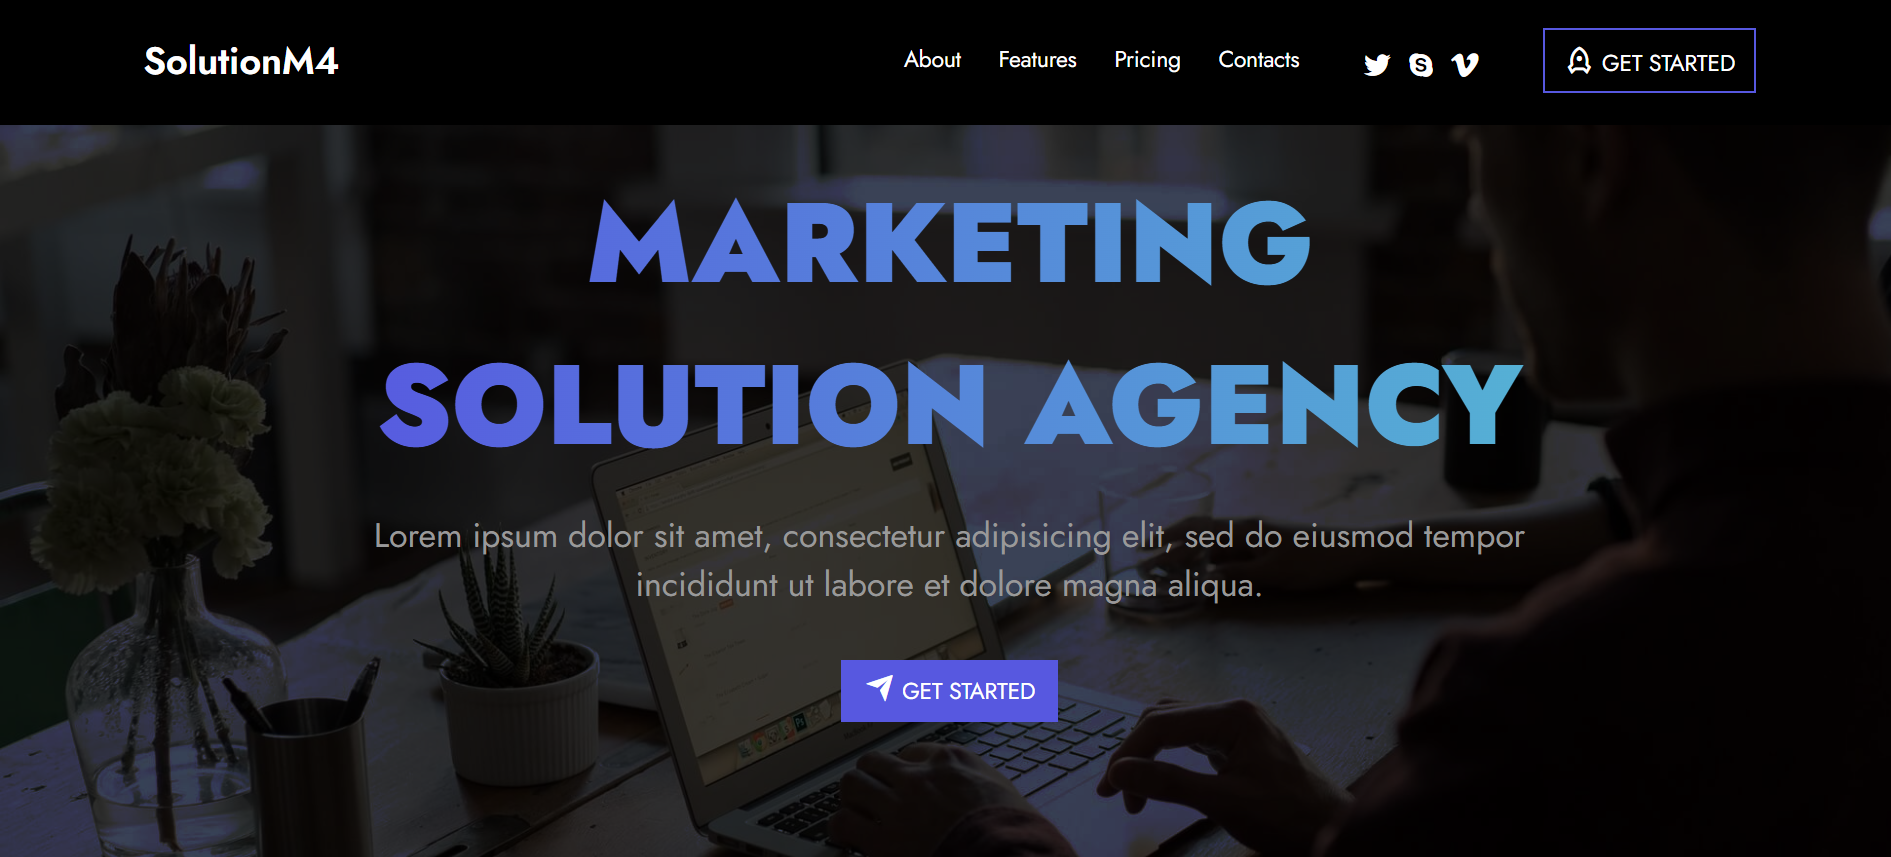 SolutionM4
About Features Pricing Contacts
GET STARTED
MARKETING
SOLUTION AGENCY
Lorem ipsum dolor sit amet, consectetur adipisicing elit, sed do eiusmod tempor
incididunt ut labore et dolore magna aliqua.
GET STARTED